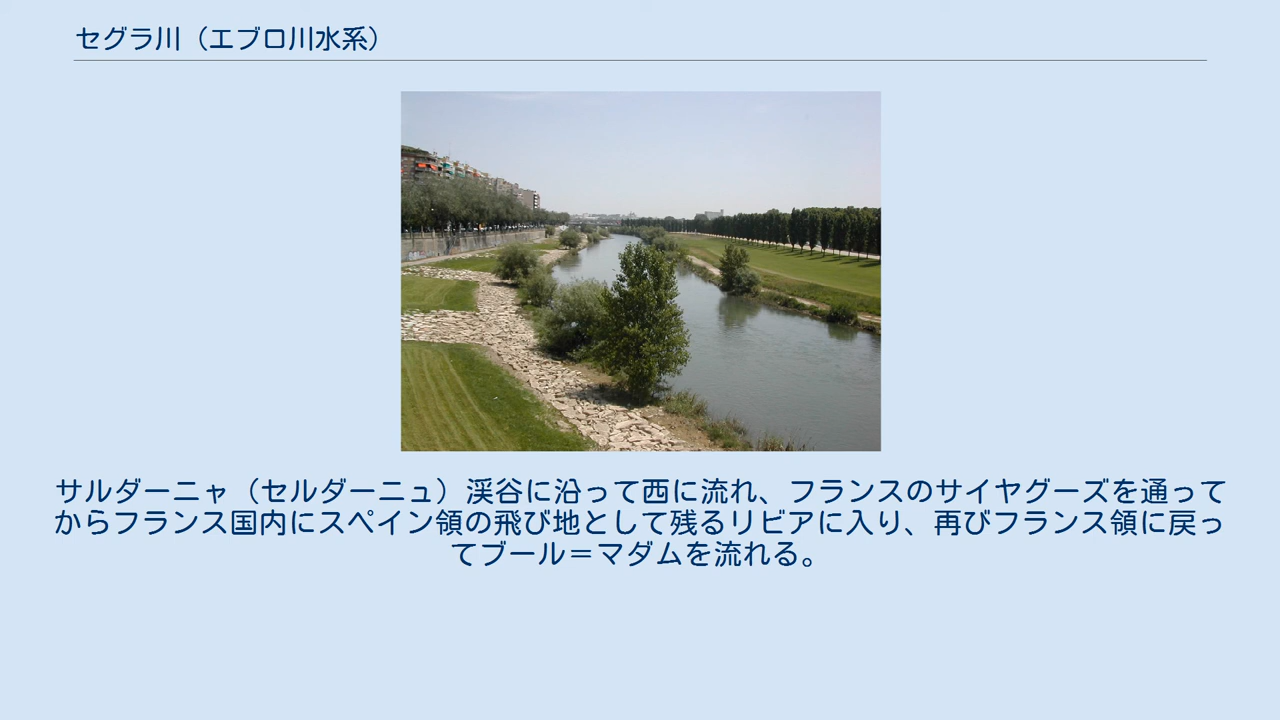 セグラ川（エブロ川水系）
サルダーニャ（セルダーニュ）渓谷に沿って西に流れ、フランスのサイヤグーズを通って
からフランス国内にスペイン領の飛び地として残るリビアに入り、再びフランス領に戻っ
てブール＝マダムを流れる。